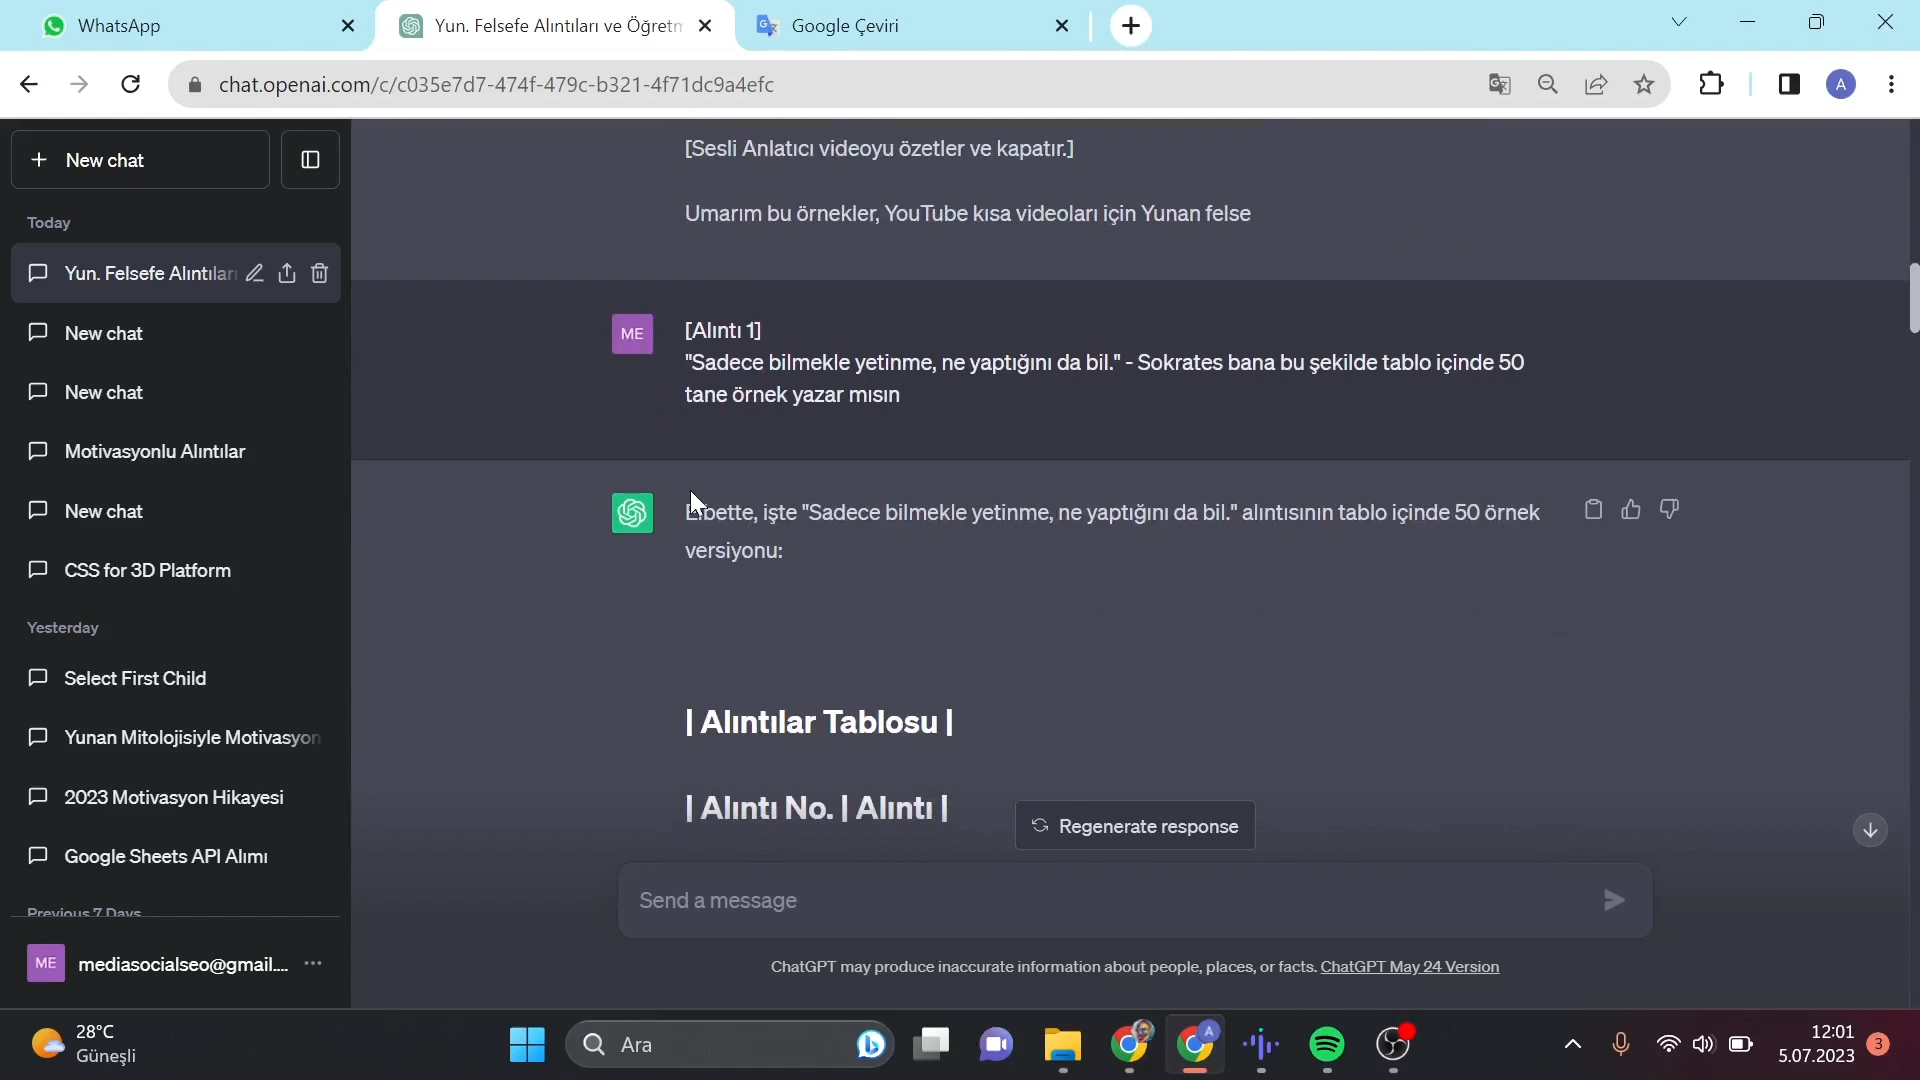 WhatsApp
Yun. Felsefe Alıntıları ve Öğretm
Google Çeviri
chat.openai.com/c/c035e7d7-474f-479c-b321-4f71dc9a4efc
A
New chat
Today
Yun. Felsefe Alıntıları
New chat
New chat
Motivasyonlu Alıntılar
New chat
CSS for 3D Platform
Yesterday
Select First Child
Yunan Mitolojisiyle Motivasyon
2023 Motivasyon Hikayesi
Google Sheets API Alımı
Previous 7 Days
ME
mediasocialseo@gmail....
[Sesli Anlatıcı videoyu özetler ve kapatır.]
Umarım bu örnekler, YouTube kısa videoları için Yunan felse
ME
[Alıntı 1]
"Sadece bilmekle yetinme, ne yaptığını da bil." - Sokrates bana bu şekilde tablo içinde 50
tane örnek yazar mısın
Elbette, işte "Sadece bilmekle yetinme, ne yaptığını da bil." alıntısının tablo içinde 50 örnek
versiyonu:
| Alıntılar Tablosu |
| Alıntı No. | Alıntı |
Regenerate response
Send a message
ChatGPT may produce inaccurate information about people, places, or facts. ChatGPT May 24 Version
28°C
Güneşli
Ara
A
12:01
5.07.2023
3